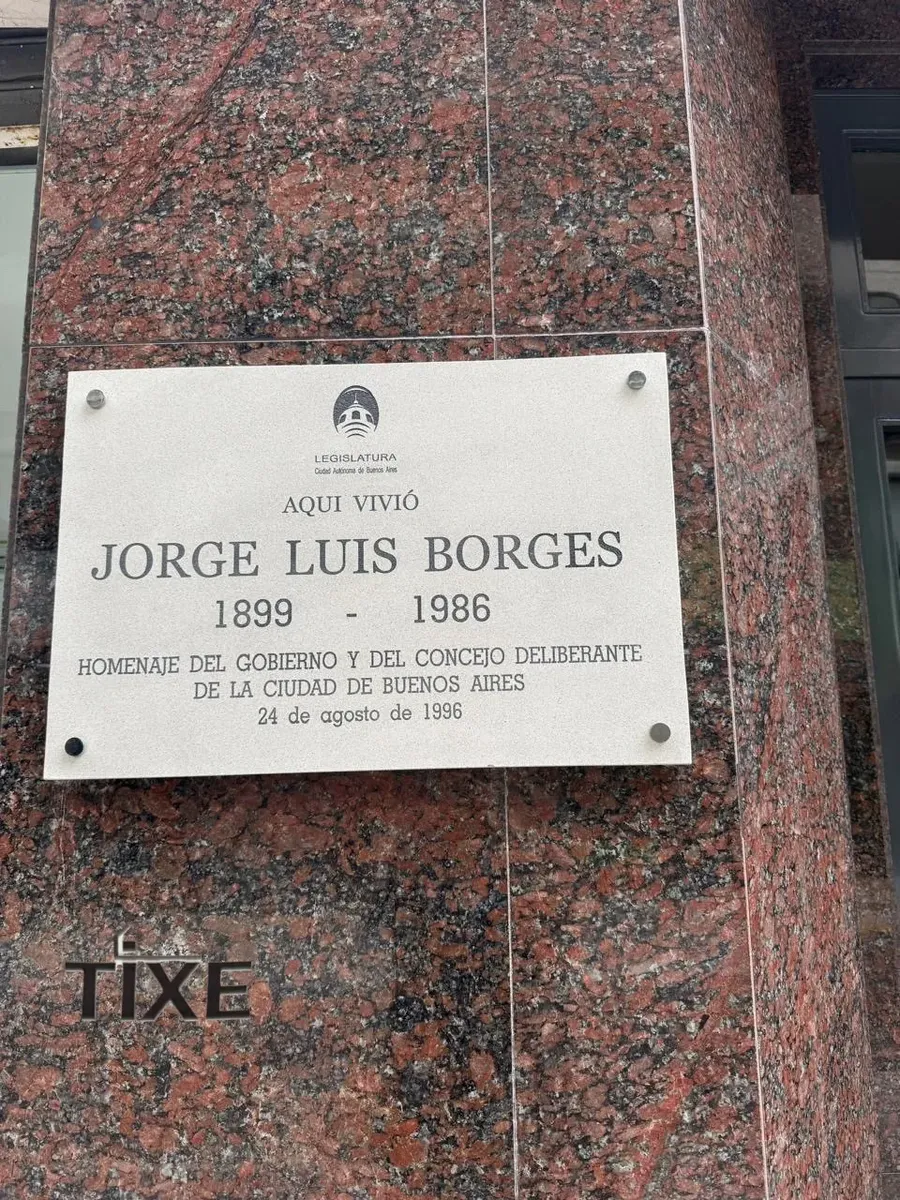 LEGISLATURA
Ciudad Autónoma de Buenos Aires
AQUI VIVIÓ
JORGE LUIS BORGES
1899 - 1986
HOMENAJE DEL GOBIERNO Y DEL CONCEJO DELIBERANTE
DE LA CIUDAD DE BUENOS AIRES
24 de agosto de 1996
TIXE